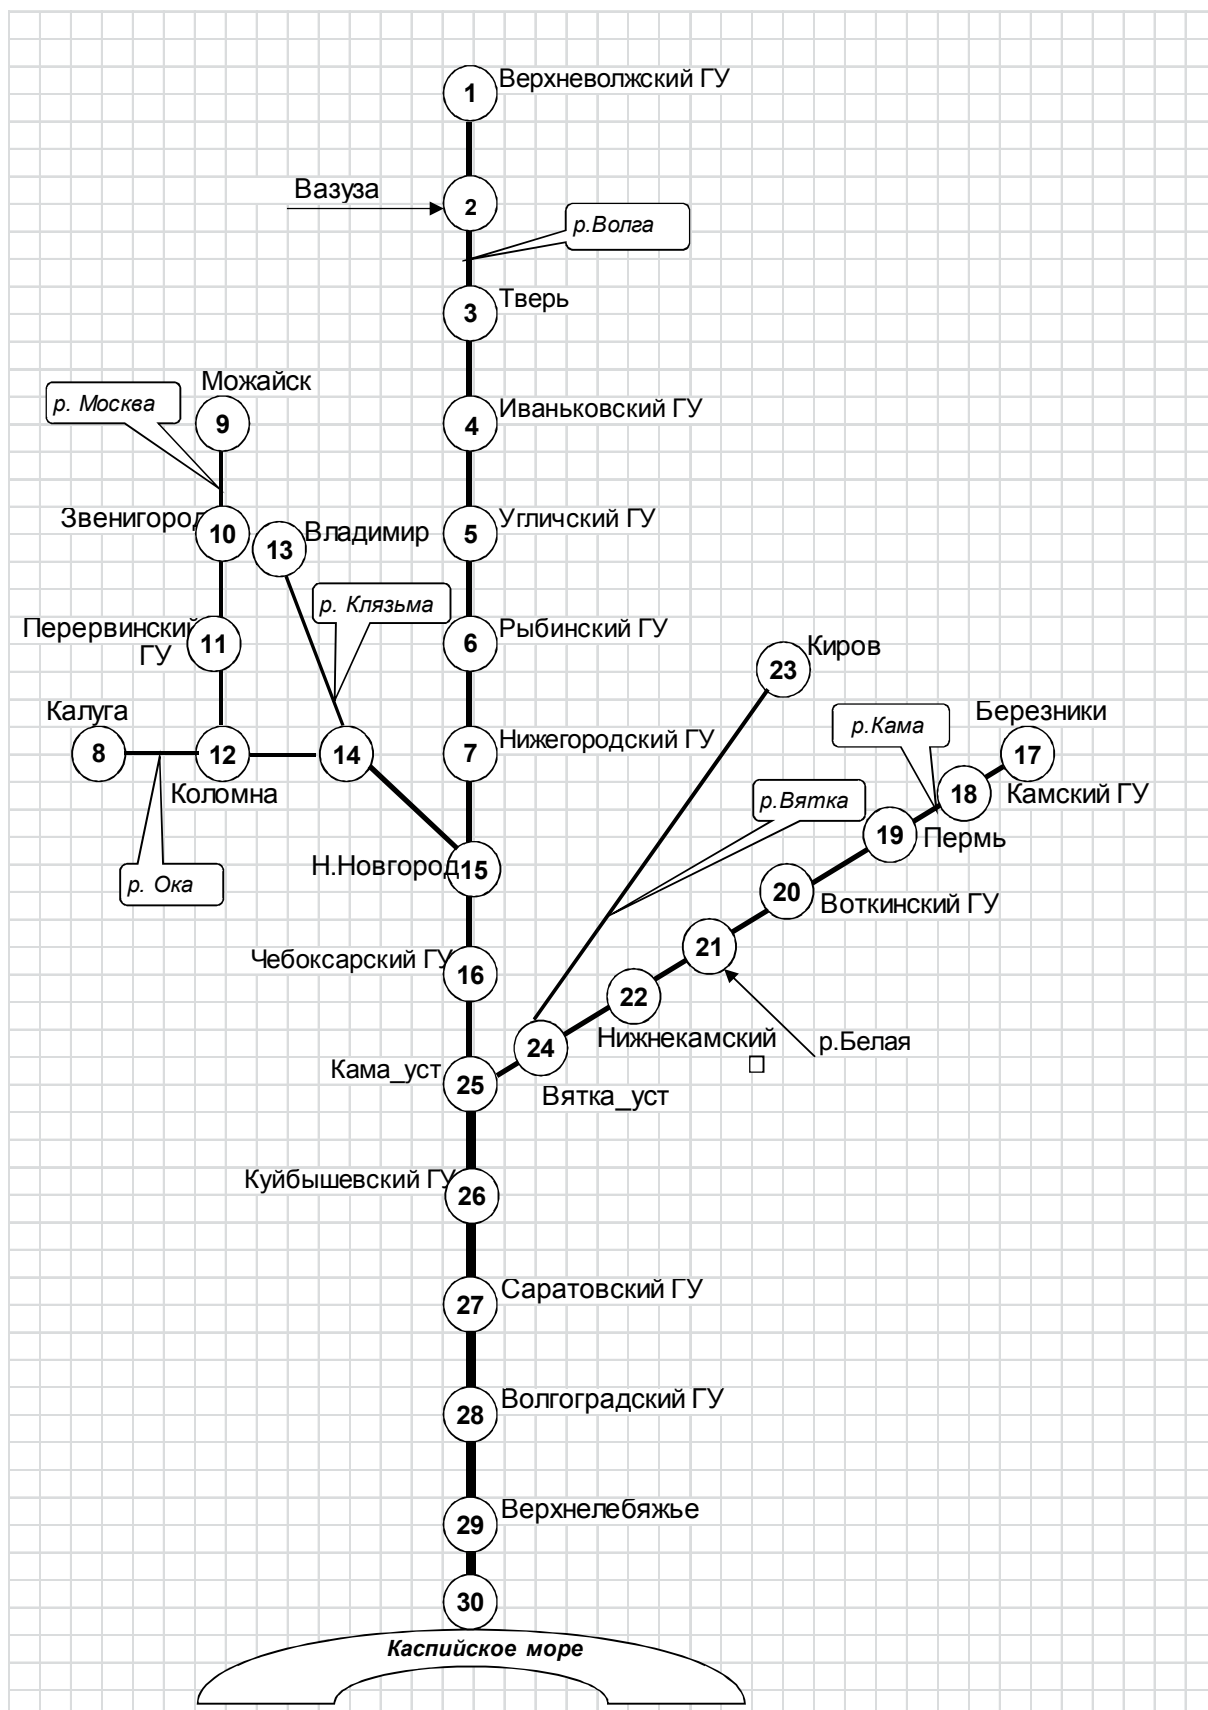 1
Верхневолжский ГУ
Вазуза
2
р.Волга
Тверь
3
Можайск
р. Москва
9
4
Иваньковский ГУ
Звенигород
10
13
Владимир
5
Угличский ГУ
р. Клязьма
Перервинский
ГУ
11
6
Рыбинский ГУ
Киров
23
Калуга
8
12
Коломна
14
7
Нижегородский ГУ
р.Кама
Березники
17
18
Камский ГУ
р.Вятка
19
Пермь
р. Ока
Н.Новгород
15
20
Воткинский ГУ
Чебоксарский ГУ
16
21
22
Нижнекамский
р.Белая
24
Вятка_уст
Кама_уст
25
Куйбышевский ГУ
26
Саратовский ГУ
27
Волгоградский ГУ
28
Верхнелебяжье
29
30
Каспийское море